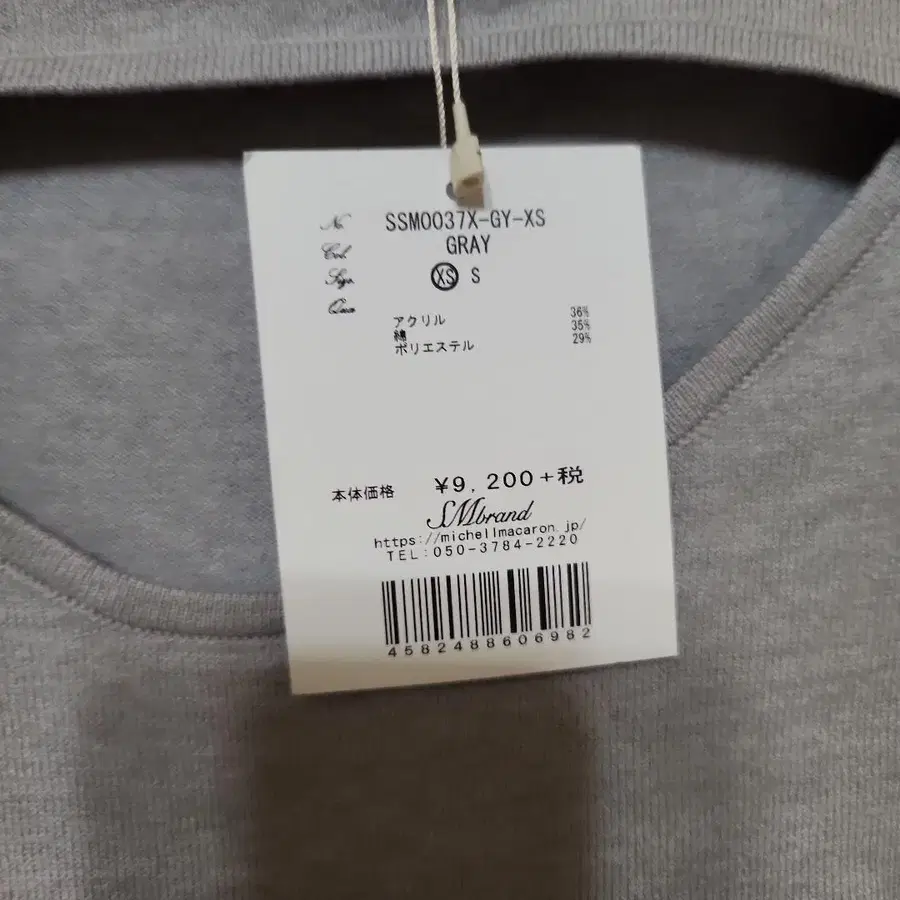 No. SSM0037X-GY-XS
Col. GRAY
Sige. XS S
Qua
アクリル 36%
綿 35%
ポリエステル 29%
本体価格 ¥9,200+税
SMbrand
https://michellmacaron.jp/
TEL:050-3784-2220
4582488606982